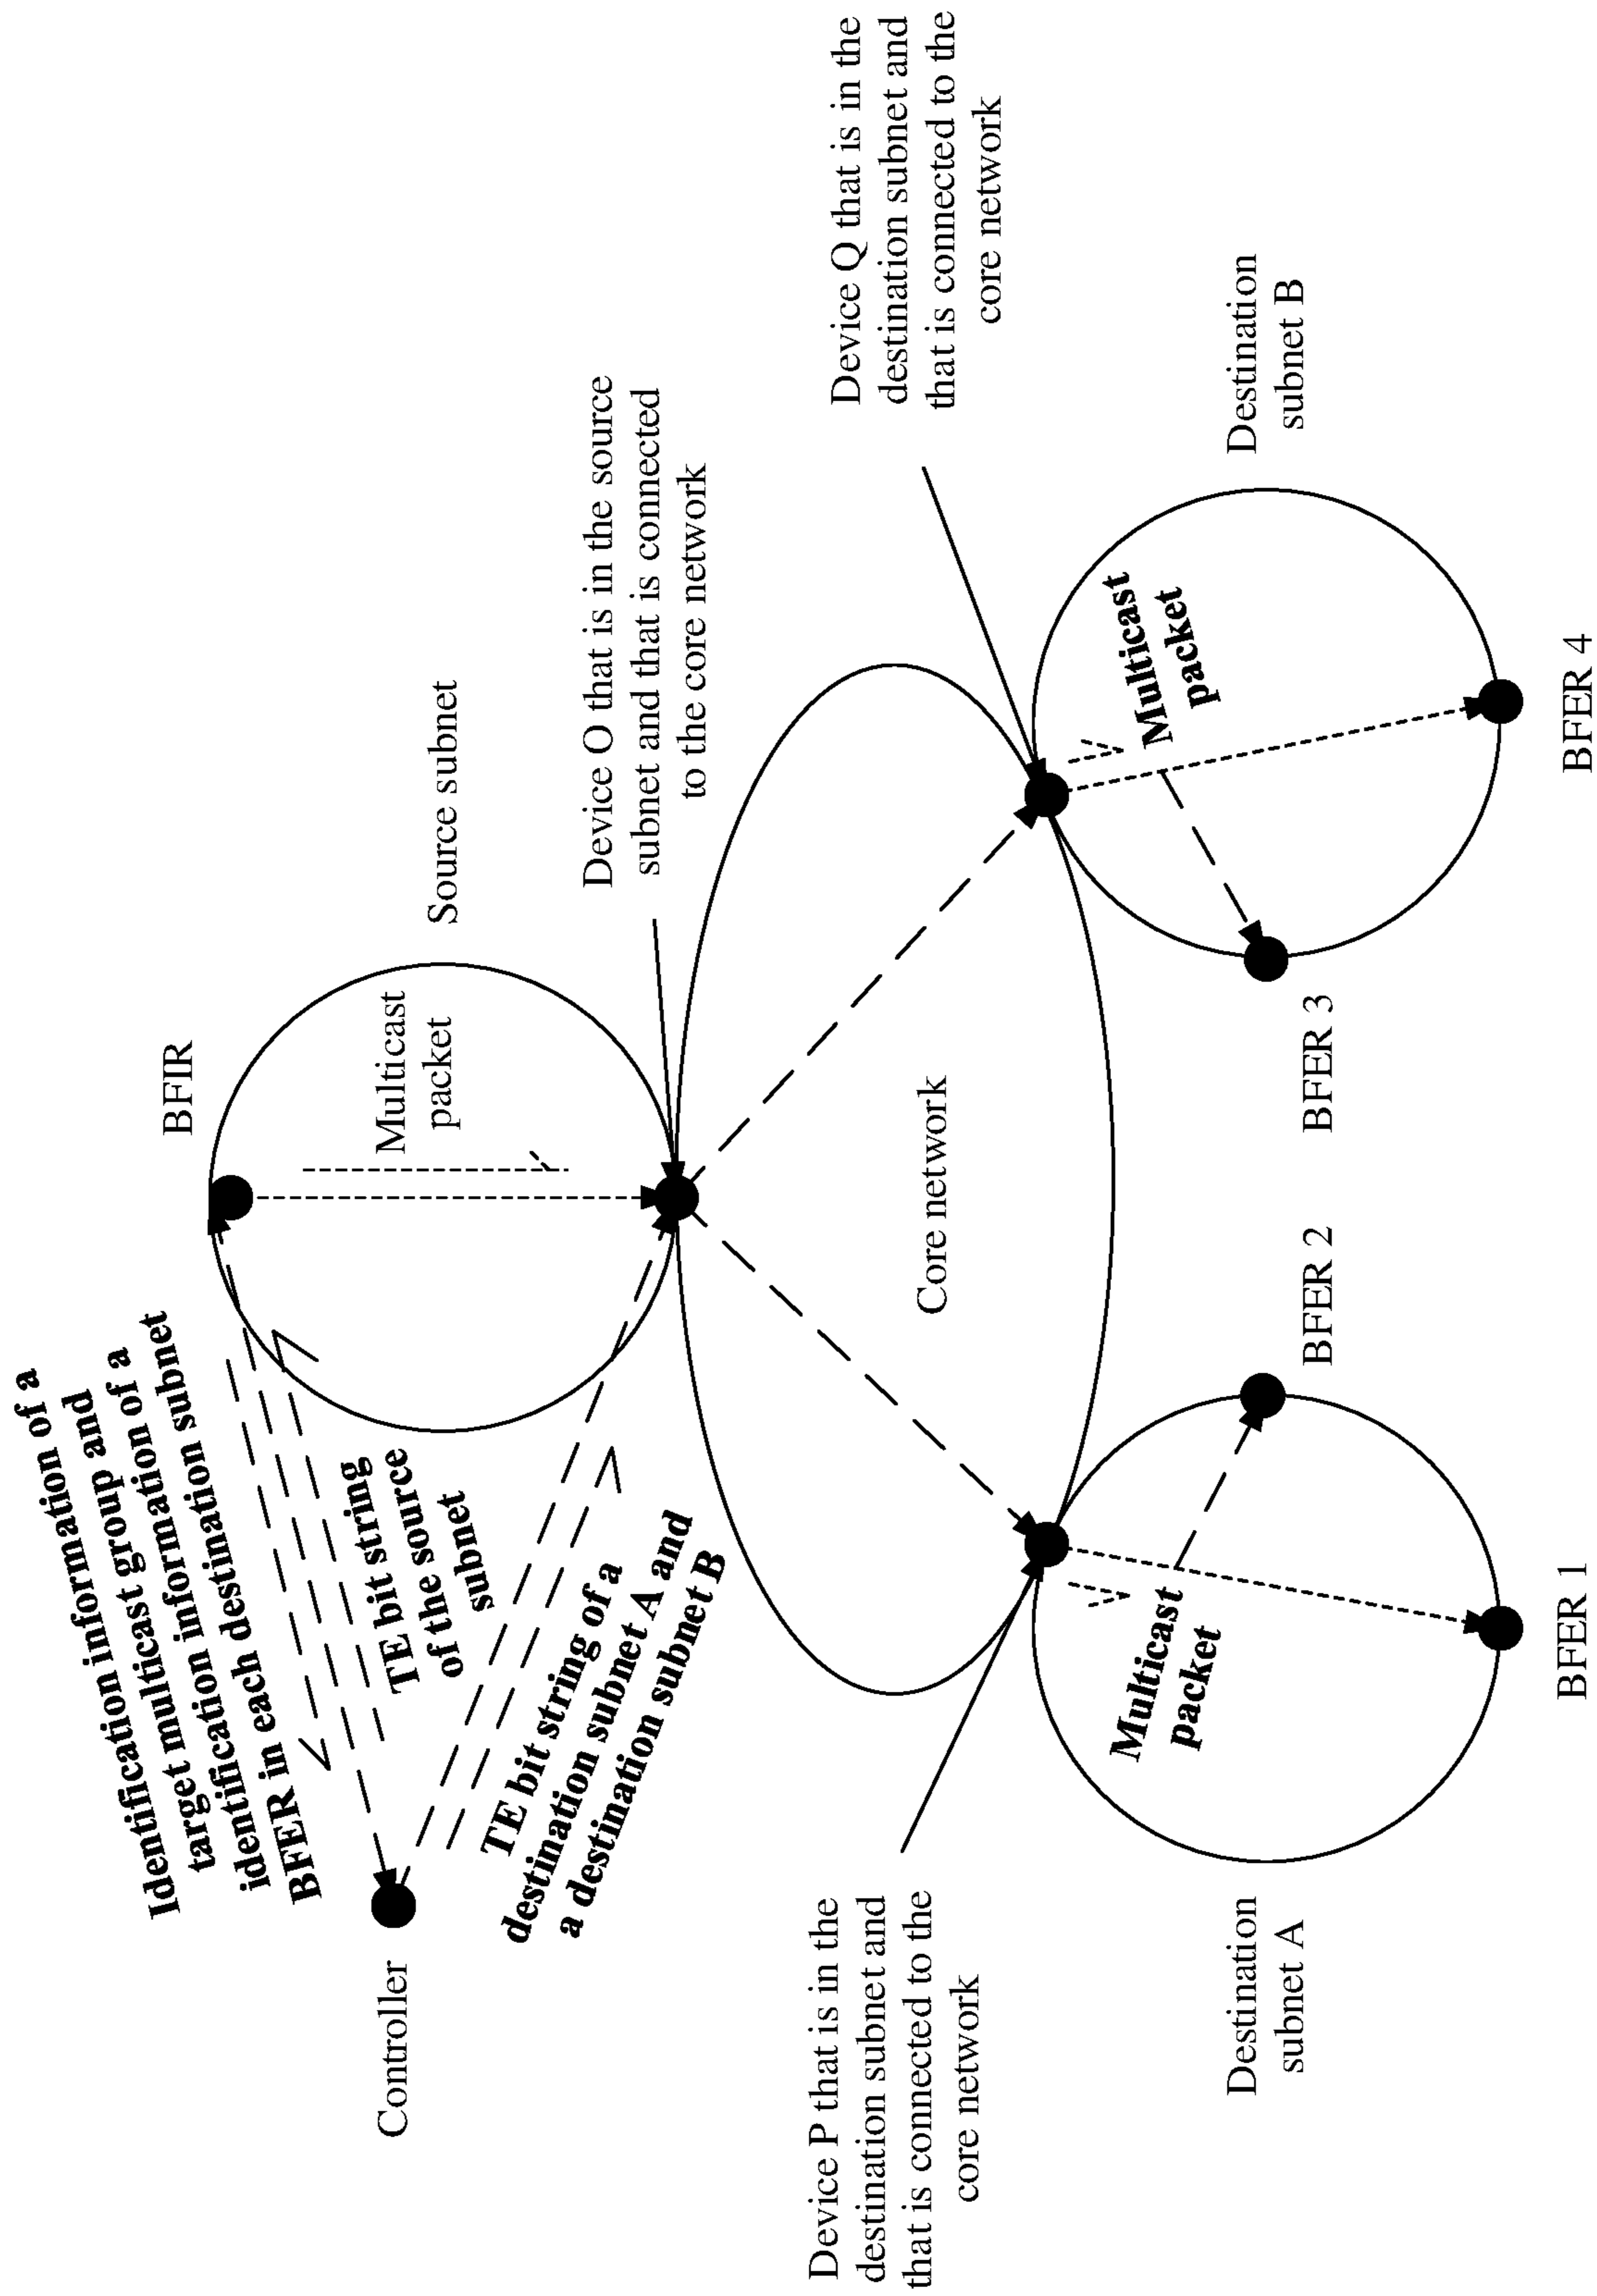 Identification information of a
target multicast group and
identification information of a
BFER in each destination subnet
Controller
TE bit string
of the source
subnet
TE bit string of a
destination subnet A and
a destination subnet B
BFIR
Multicast
packet
Source subnet
Device O that is in the source
subnet and that is connected
to the core network
Device P that is in the
destination subnet and
that is connected to the
core network
Core network
Device Q that is in the
destination subnet and
that is connected to the
core network
Destination
subnet A
Multicast
packet
BFER 1
BFER 2
BFER 3
Multicast
packet
BFER 4
Destination
subnet B